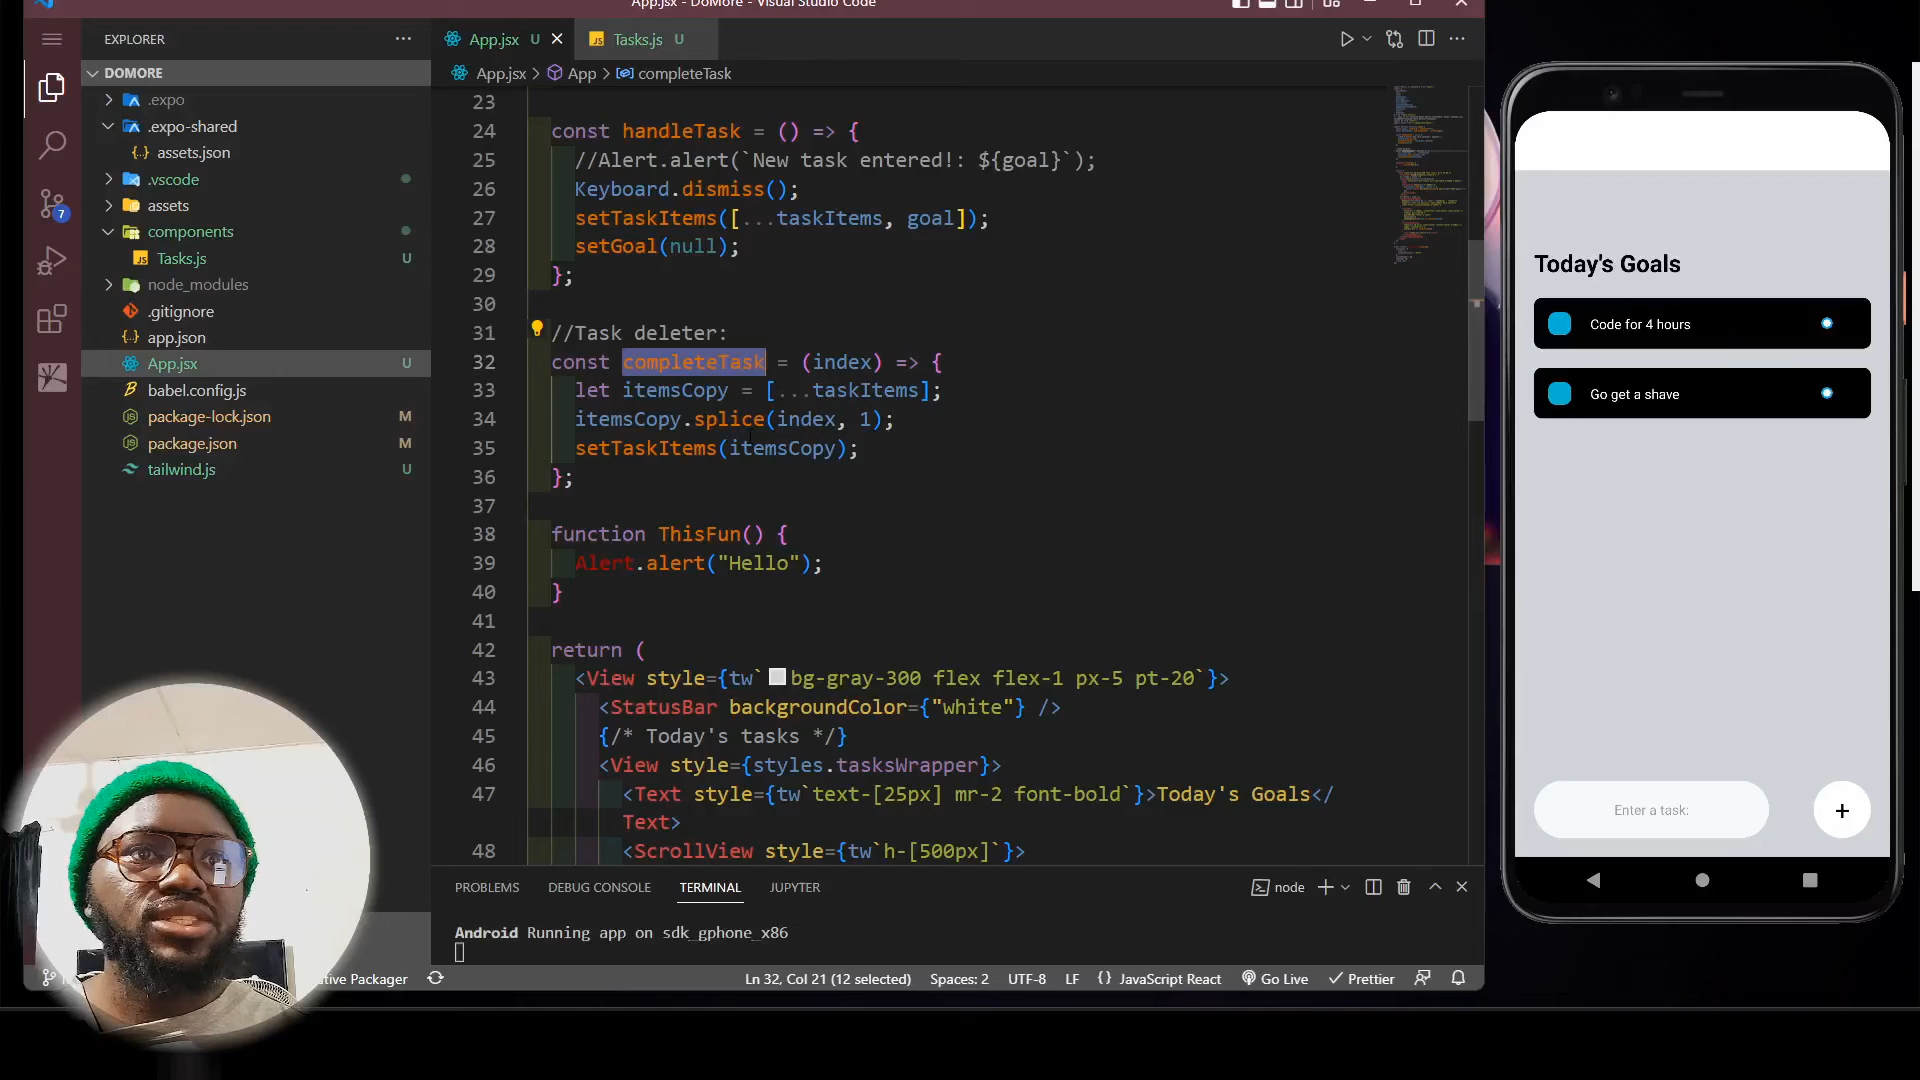 App.jsx - DoMore - Visual Studio Code
EXPLORER
App.jsx U
Tasks.js U
DOMORE
App.jsx > App > completeTask
.expo
.expo-shared
assets.json
.vscode
assets
components
Tasks.js U
node_modules
.gitignore
app.json
App.jsx U
babel.config.js
package-lock.json M
package.json M
tailwind.js U
7
23
24 const handleTask = () => {
25 //Alert.alert(`New task entered!: ${goal}`);
26 Keyboard.dismiss();
27 setTaskItems([...taskItems, goal]);
28 setGoal(null);
29 };
30
31 //Task deleter:
32 const completeTask = (index) => {
33 let itemsCopy = [...taskItems];
34 itemsCopy.splice(index, 1);
35 setTaskItems(itemsCopy);
36 };
37
38 function ThisFun() {
39 Alert.alert("Hello");
40 }
41
42 return (
43 <View style={tw`bg-gray-300 flex flex-1 px-5 pt-20`}>
44 <StatusBar backgroundColor={"white"} />
45 {/* Today's tasks */}
46 <View style={styles.tasksWrapper}>
47 <Text style={tw`text-[25px] mr-2 font-bold`}>Today's Goals</
Text>
48 <ScrollView style={tw`h-[500px]`}>
PROBLEMS DEBUG CONSOLE TERMINAL JUPYTER
node
Android Running app on sdk_gphone_x86
Packager
Ln 32, Col 21 (12 selected) Spaces: 2 UTF-8 LF JavaScript React Go Live Prettier
Today's Goals
Code for 4 hours
Go get a shave
Enter a task:
+